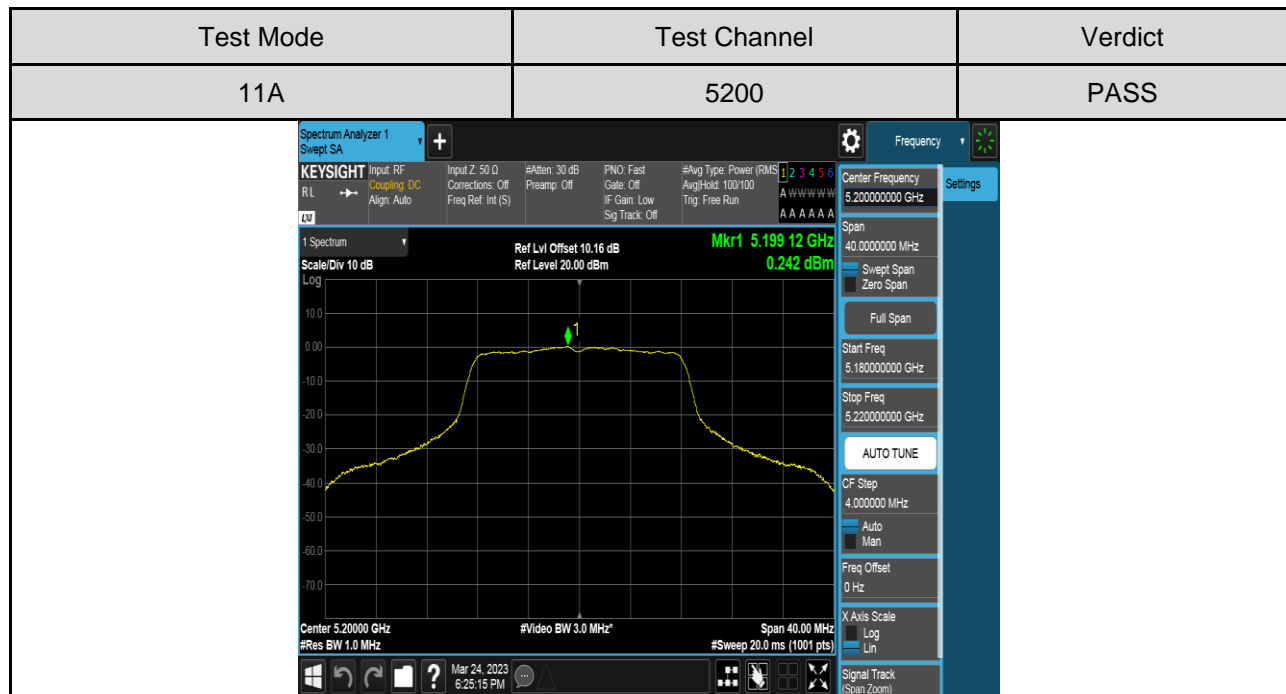 Test Mode Test Channel Verdict
11A 5200 PASS
Spectrum Analyzer 1
Swept SA
Frequency
KEYSIGHT
R L
LXI
Input: RF
Coupling: DC
Align: Auto
Input Z: 50 Ω
Corrections: Off
Freq Ref: Int (S)
#Atten: 30 dB
Preamp: Off
PNO: Fast
Gate: Off
IF Gain: Low
Sig Track: Off
#Avg Type: Power (RMS
Avg|Hold: 100/100
Trig: Free Run
1 2 3 4 5 6
A W W W W W
A A A A A A
1 Spectrum
Scale/Div 10 dB
Ref Lvl Offset 10.16 dB
Ref Level 20.00 dBm
Mkr1 5.199 12 GHz
0.242 dBm
Log
10.0
0.00
-10.0
-20.0
-30.0
-40.0
-50.0
-60.0
-70.0
1
Center 5.20000 GHz
#Res BW 1.0 MHz
#Video BW 3.0 MHz*
Span 40.00 MHz
#Sweep 20.0 ms (1001 pts)
Mar 24, 2023
6:25:15 PM
?
Settings
Center Frequency
5.200000000 GHz
Span
40.0000000 MHz
Swept Span
Zero Span
Full Span
Start Freq
5.180000000 GHz
Stop Freq
5.220000000 GHz
AUTO TUNE
CF Step
4.000000 MHz
Auto
Man
Freq Offset
0 Hz
X Axis Scale
Log
Lin
Signal Track
(Span Zoom)